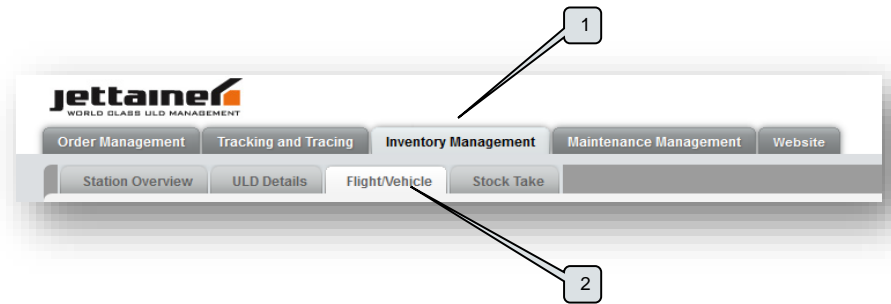 1
jettainer
WORLD CLASS ULD MANAGEMENT
Order Management Tracking and Tracing Inventory Management Maintenance Management Website
Station Overview ULD Details Flight/Vehicle Stock Take
2